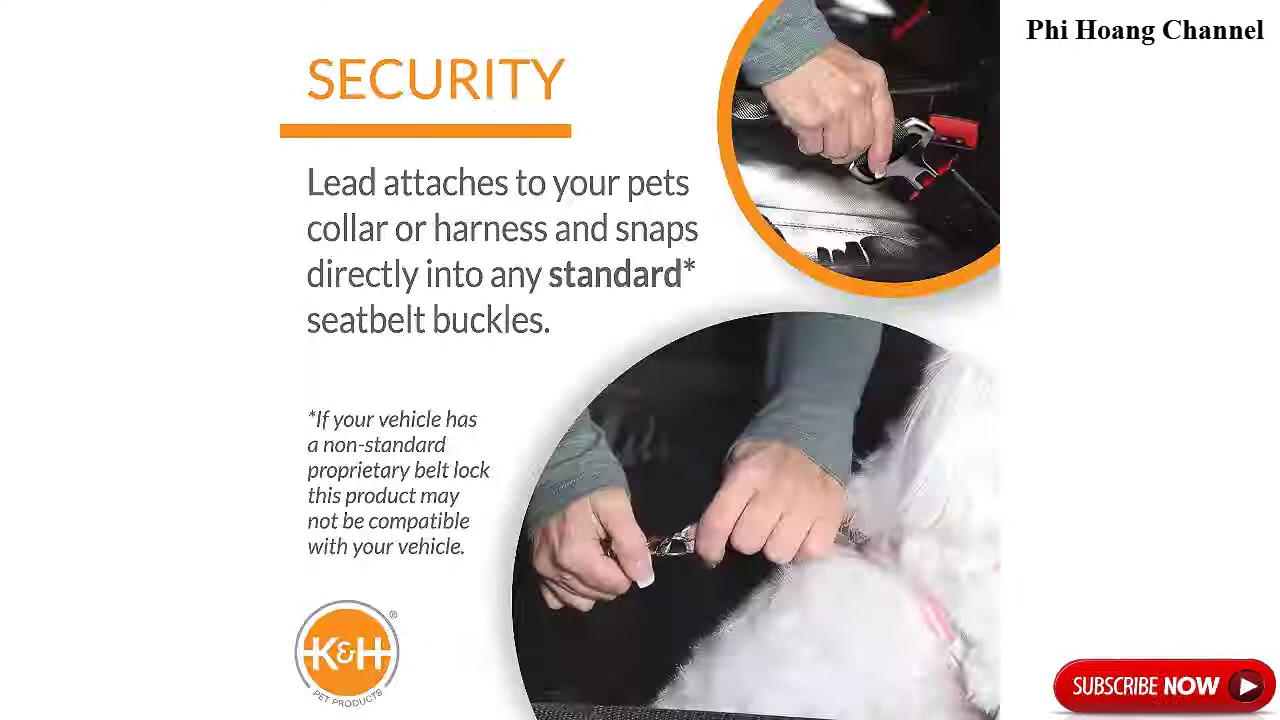 Phi Hoang Channel
SECURITY
Lead attaches to your pets
collar or harness and snaps
directly into any standard*
seatbelt buckles.
*If your vehicle has
a non-standard
proprietary belt lock
this product may
not be compatible
with your vehicle.
K&H
®
PET PRODUCTS
SUBSCRIBE NOW